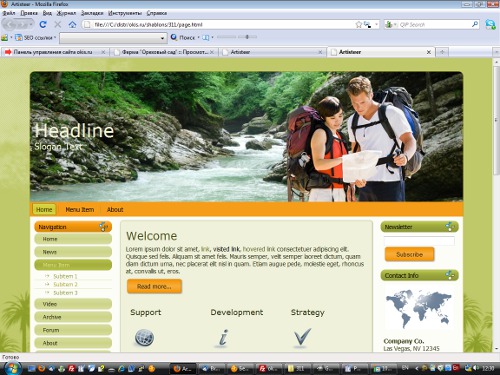 Artisteer - Mozilla Firefox
Файл Правка Вид Журнал Закладки Инструменты Справка
file:///C:/distr/okis.ru/shablons/311/page.html
QIP Search
SEO ссылки
Поиск
Панель управления сайта okis.ru
Ферма "Ореховый сад" :: Просмот...
Artisteer
Artisteer
Headline
Slogan Text
Home Menu Item About
Navigation
Home
News
Menu Item
Subitem 1
Subitem 2
Subitem 3
Video
Archive
Forum
About
Welcome
Lorem ipsum dolor sit amet, link, visited link, hovered link consectetuer adipiscing elit.
Quisque sed felis. Aliquam sit amet felis. Mauris semper, velit semper laoreet dictum, quam
diam dictum urna, nec placerat elit nisl in quam. Etiam augue pede, molestie eget, rhoncus
at, convallis ut, eros.
Read more...
Support Development Strategy
Newsletter
Subscribe
Contact Info
Company Co.
Las Vegas, NV 12345
Готово
311
EN
12:30